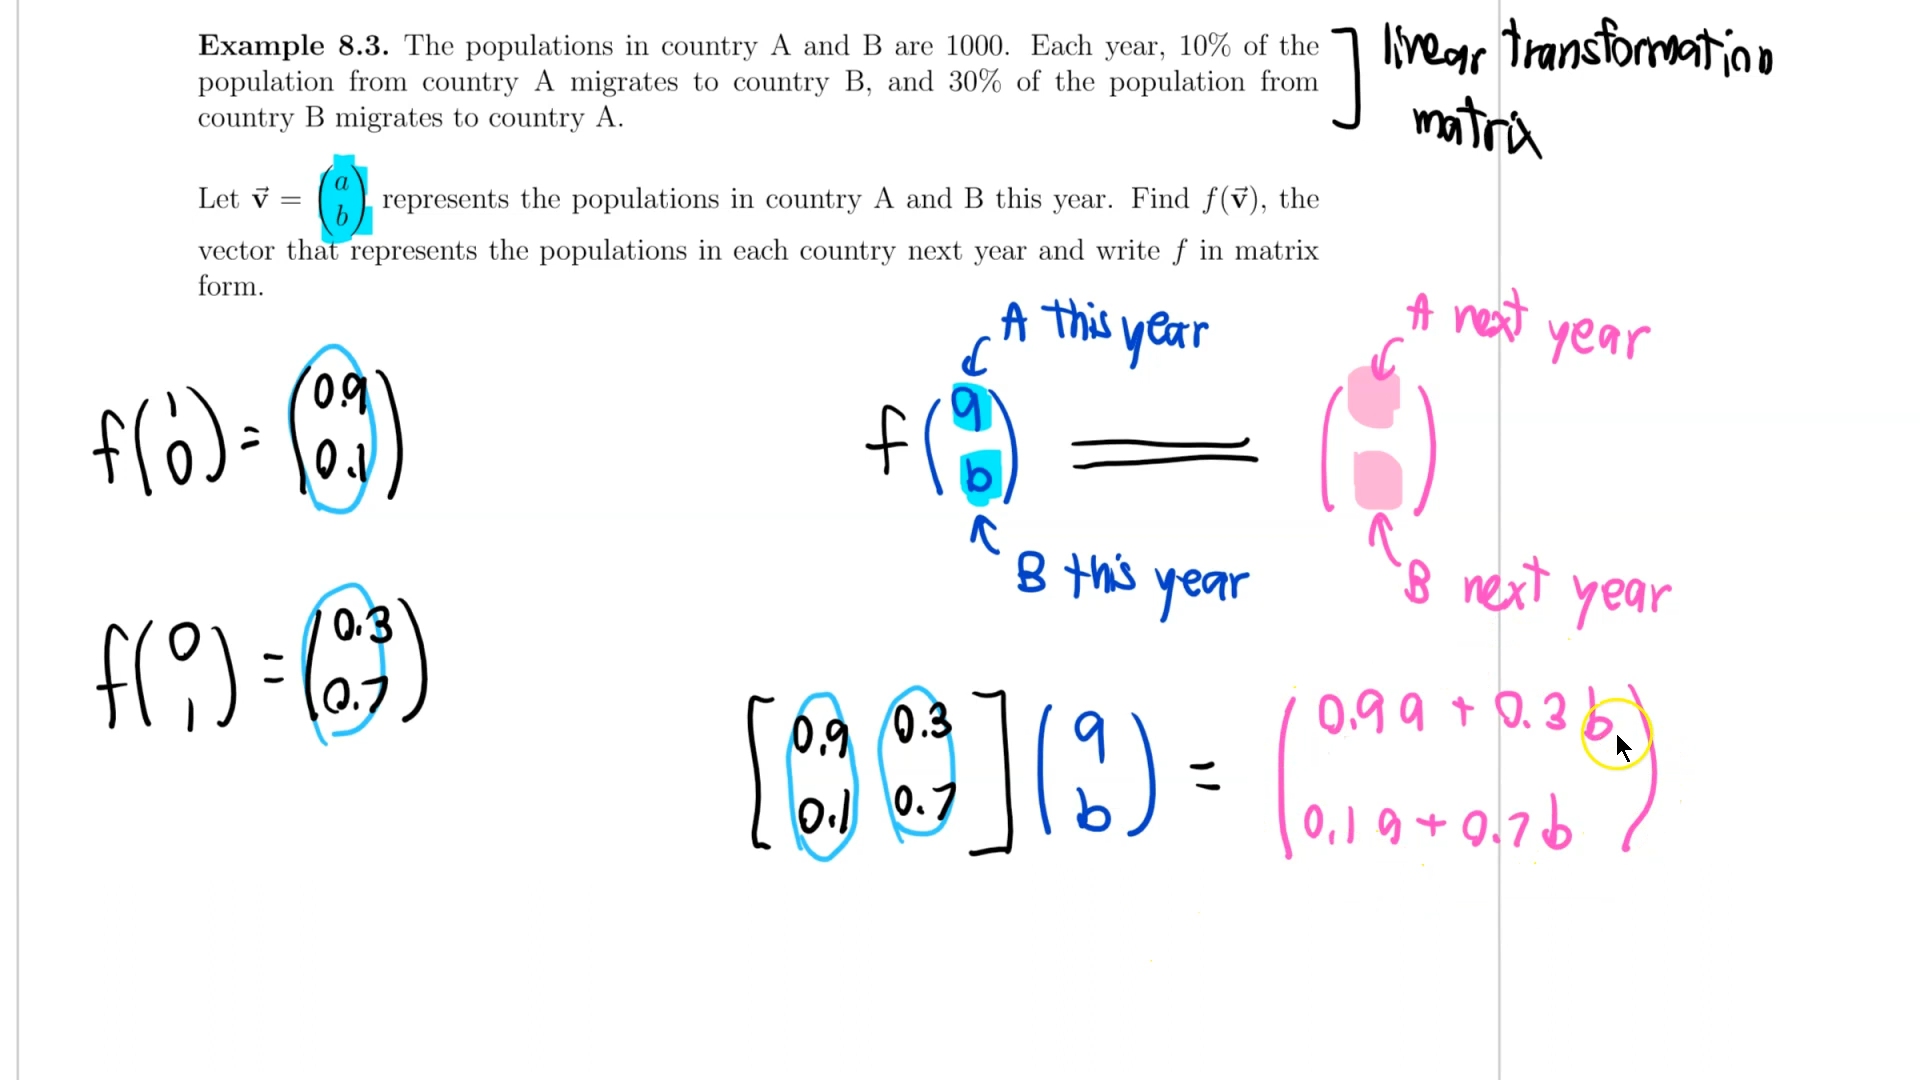 Example 8.3. The populations in country A and B are 1000. Each year, 10% of the
population from country A migrates to country B, and 30% of the population from
country B migrates to country A.
] linear transformation
matrix
Let v⃗ = (a b) represents the populations in country A and B this year. Find f(v⃗), the
vector that represents the populations in each country next year and write f in matrix
form.
A this year
A next year
f(1 0) = (0.9 0.1)
f(a b) = ( )
B this year
B next year
f(0 1) = (0.3 0.7)
[0.9 0.3] (a = (0.9a + 0.3b)
[0.1 0.7] b) (0.1a + 0.7b)